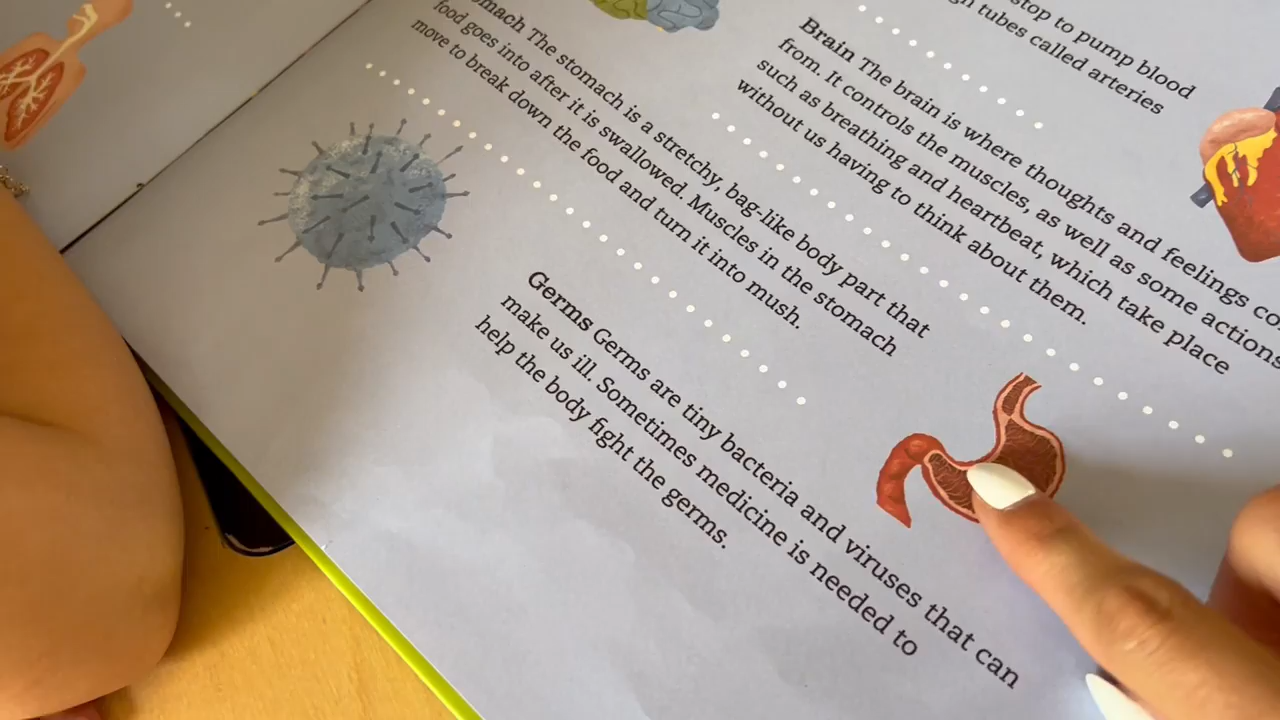 stop to pump blood
tubes called arteries
Brain The brain is where thoughts and feelings
from. It controls the muscles, as well as some actions
such as breathing and heartbeat, which take place
without us having to think about them.
The stomach is a stretchy, bag-like body part that
food goes into after it is swallowed. Muscles in the stomach
move to break down the food and turn it into mush.
Germs Germs are tiny bacteria and viruses that can
make us ill. Sometimes medicine is needed to
help the body fight the germs.